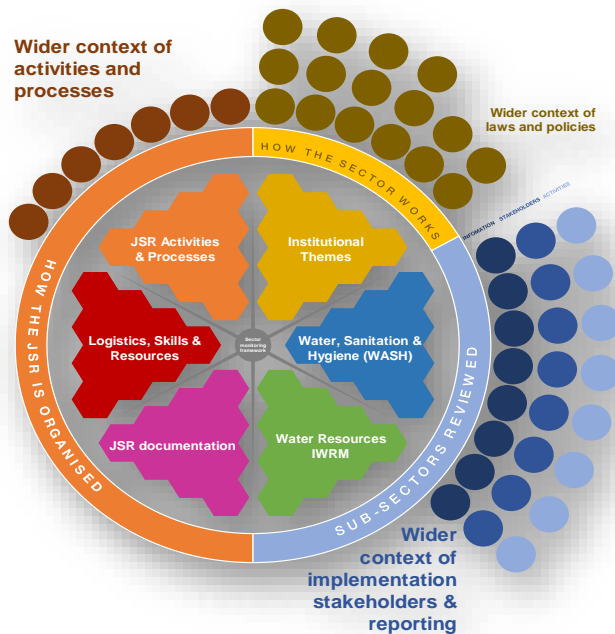 Wider context of
activities and
processes
Wider context of
laws and policies
HOW THE SECTOR WORKS
INFOMATION STAKEHOLDERS ACTIVITIES
JSR Activities
& Processes
Institutional
Themes
HOW THE JSR IS ORGANISED
Logistics, Skills &
Resources
Sector
monitoring
framework
Water, Sanitation &
Hygiene (WASH)
JSR documentation
Water Resources
IWRM
SUB-SECTORS REVIEWED
Wider
context of
implementation
stakeholders &
reporting